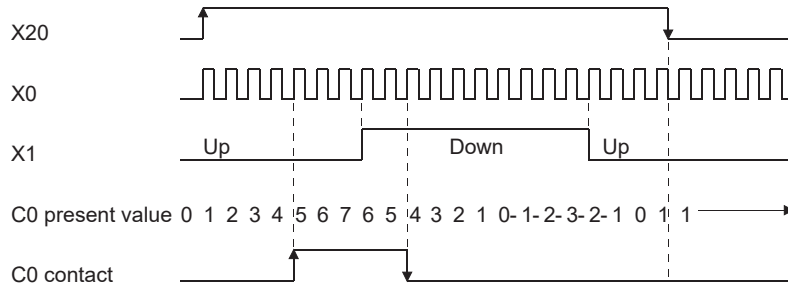 X20
X0
X1 Up Down Up
C0 present value 0 1 2 3 4 5 6 7 6 5 4 3 2 1 0- 1- 2- 3- 2- 1 0 1 1
C0 contact